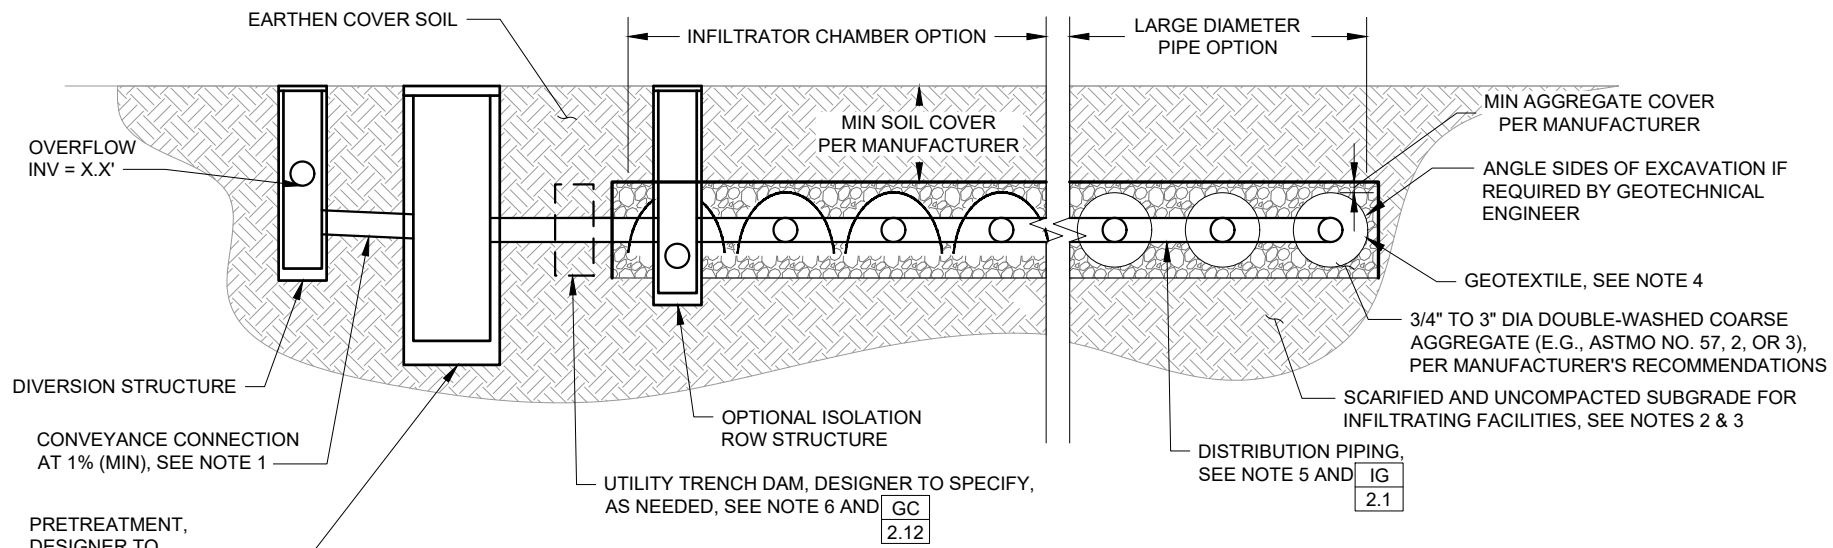 EARTHEN COVER SOIL
INFILTRATOR CHAMBER OPTION
LARGE DIAMETER
PIPE OPTION
MIN AGGREGATE COVER
PER MANUFACTURER
MIN SOIL COVER
PER MANUFACTURER
OVERFLOW
INV = X.X'
ANGLE SIDES OF EXCAVATION IF
REQUIRED BY GEOTECHNICAL
ENGINEER
GEOTEXTILE, SEE NOTE 4
3/4" TO 3" DIA DOUBLE-WASHED COARSE
AGGREGATE (E.G., ASTMO NO. 57, 2, OR 3),
PER MANUFACTURER'S RECOMMENDATIONS
DIVERSION STRUCTURE
SCARIFIED AND UNCOMPACTED SUBGRADE FOR
INFILTRATING FACILITIES, SEE NOTES 2 & 3
OPTIONAL ISOLATION
ROW STRUCTURE
CONVEYANCE CONNECTION
AT 1% (MIN), SEE NOTE 1
DISTRIBUTION PIPING,
SEE NOTE 5 AND IG
2.1
UTILITY TRENCH DAM, DESIGNER TO SPECIFY,
AS NEEDED, SEE NOTE 6 AND GC
2.12
PRETREATMENT,
DESIGNER TO